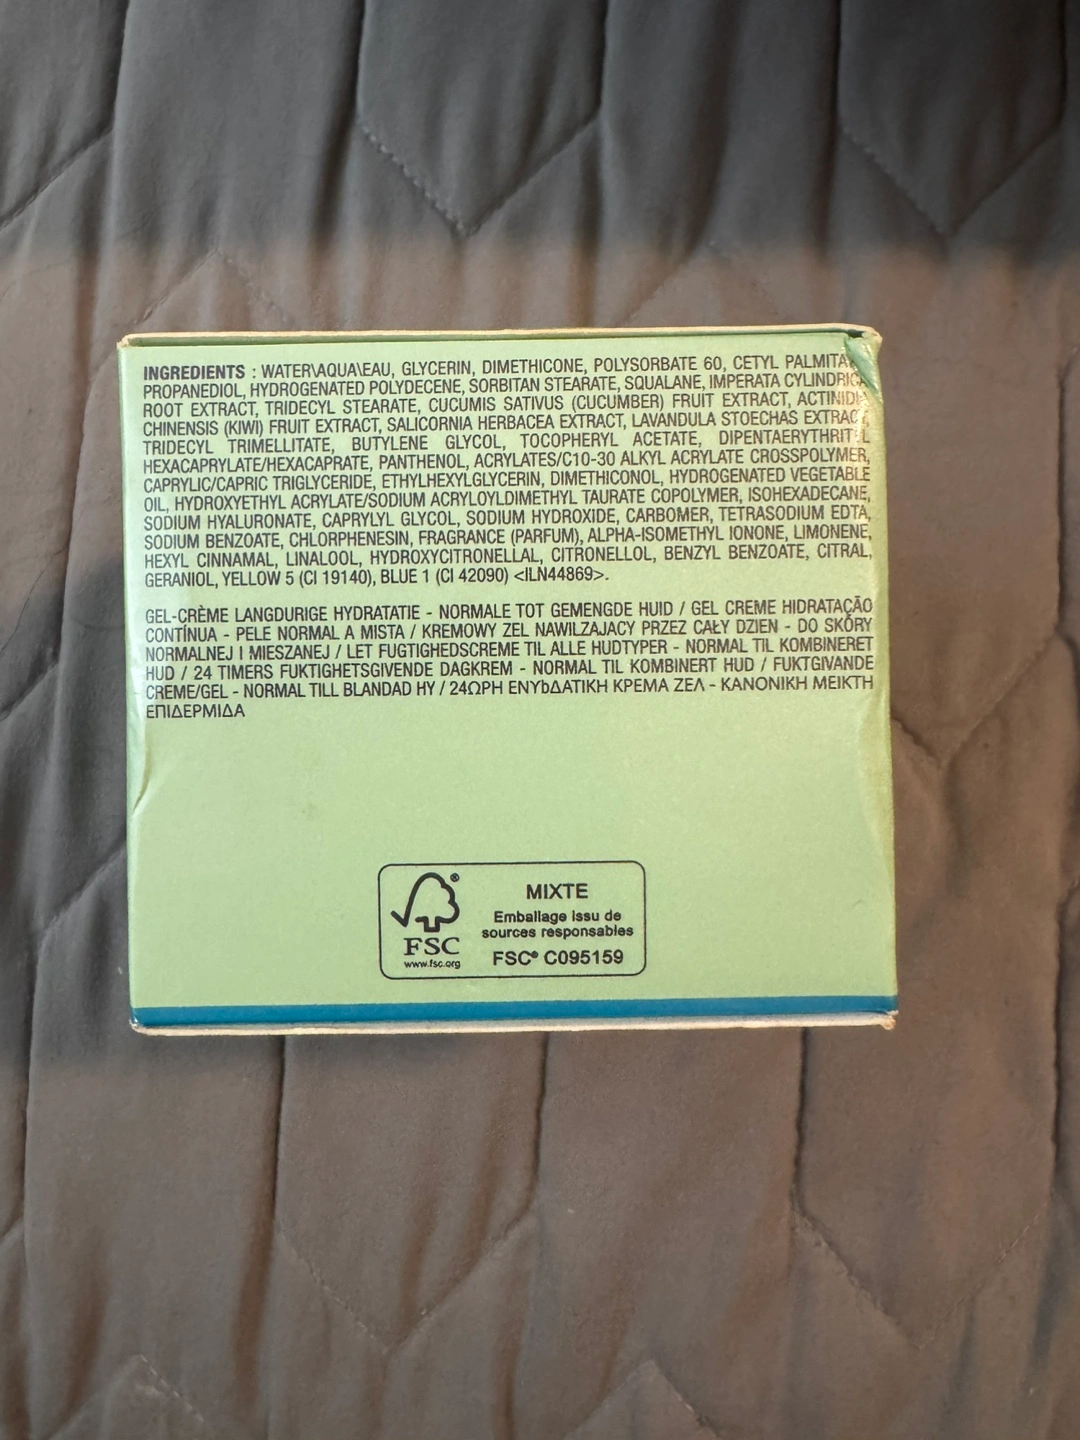 INGREDIENTS : WATER\AQUA\EAU, GLYCERIN, DIMETHICONE, POLYSORBATE 60, CETYL
PROPANEDIOL, HYDROGENATED POLYDECENE, SORBITAN STEARATE, SQUALANE, IMPERATA CYLINDRICA
ROOT EXTRACT, TRIDECYL STEARATE, CUCUMIS SATIVUS (CUCUMBER) FRUIT EXTRACT, ACTINIDIA
CHINENSIS (KIWI) FRUIT EXTRACT, SALICORNIA HERBACEA EXTRACT, LAVANDULA STOECHAS EXTRACT,
TRIDECYL TRIMELLITATE, BUTYLENE GLYCOL, TOCOPHERYL ACETATE, DIPENTAERYTHRITYL
HEXACAPRYLATE/HEXACAPRATE, PANTHENOL, ACRYLATES/C10-30 ALKYL ACRYLATE CROSSPOLYMER,
CAPRYLIC/CAPRIC TRIGLYCERIDE, ETHYLHEXYLGLYCERIN, DIMETHICONOL, HYDROGENATED VEGETABLE
OIL, HYDROXYETHYL ACRYLATE/SODIUM ACRYLOYLDIMETHYL TAURATE COPOLYMER, ISOHEXADECANE,
SODIUM HYALURONATE, CAPRYLYL GLYCOL, SODIUM HYDROXIDE, CARBOMER, TETRASODIUM EDTA,
SODIUM BENZOATE, CHLORPHENESIN, FRAGRANCE (PARFUM), ALPHA-ISOMETHYL IONONE, LIMONENE,
HEXYL CINNAMAL, LINALOOL, HYDROXYCITRONELLAL, CITRONELLOL, BENZYL BENZOATE, CITRAL,
GERANIOL, YELLOW 5 (CI 19140), BLUE 1 (CI 42090) <ILN44869>.
GEL-CRÈME LANGDURIGE HYDRATATIE - NORMALE TOT GEMENGDE HUID / GEL CREME HIDRATAÇÃO
CONTÍNUA - PELE NORMAL A MISTA / KREMOWY ŻEL NAWILŻAJĄCY PRZEZ CAŁY DZIEŃ - DO SKÓRY
NORMALNEJ I MIESZANEJ / LET FUGTIGHEDSCREME TIL ALLE HUDTYPER - NORMAL TIL KOMBINERET
HUD / 24 TIMERS FUKTIGHETSGIVENDE DAGKREM - NORMAL TIL KOMBINERT HUD / FUKTGIVANDE
CREME/GEL - NORMAL TILL BLANDAD HY / 24ΩΡΗ ΕΝΥbΔΑΤΙΚΗ ΚΡΕΜΑ ΖΕΛ - ΚΑΝΟΝΙΚΗ ΜΕΙΚΤΗ
ΕΠΙΔΕΡΜΙΔΑ
MIXTE
Emballage issu de
sources responsables
FSC® C095159
FSC
www.fsc.org